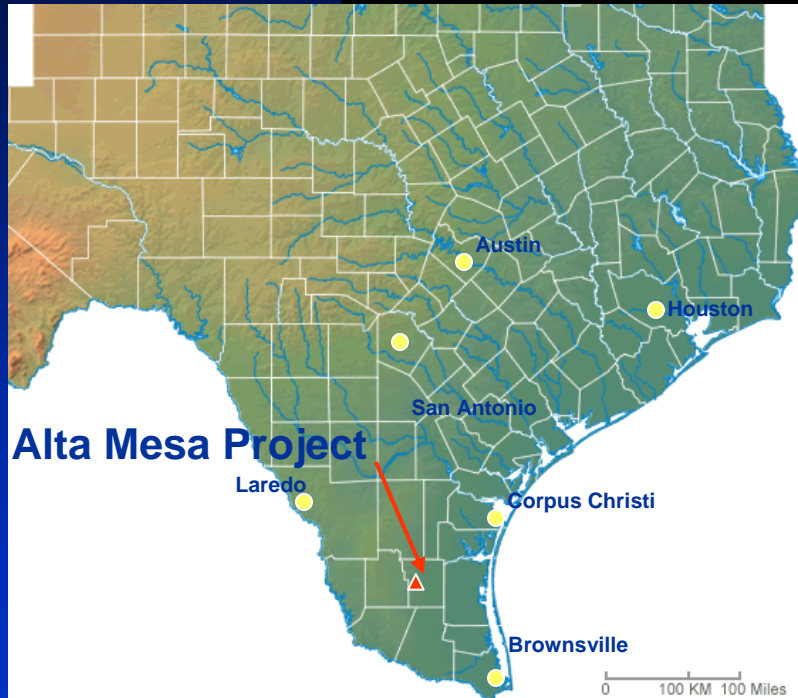 Austin
Houston
San Antonio
Alta Mesa Project
Laredo
Corpus Christi
Brownsville
0 100 KM 100 Miles